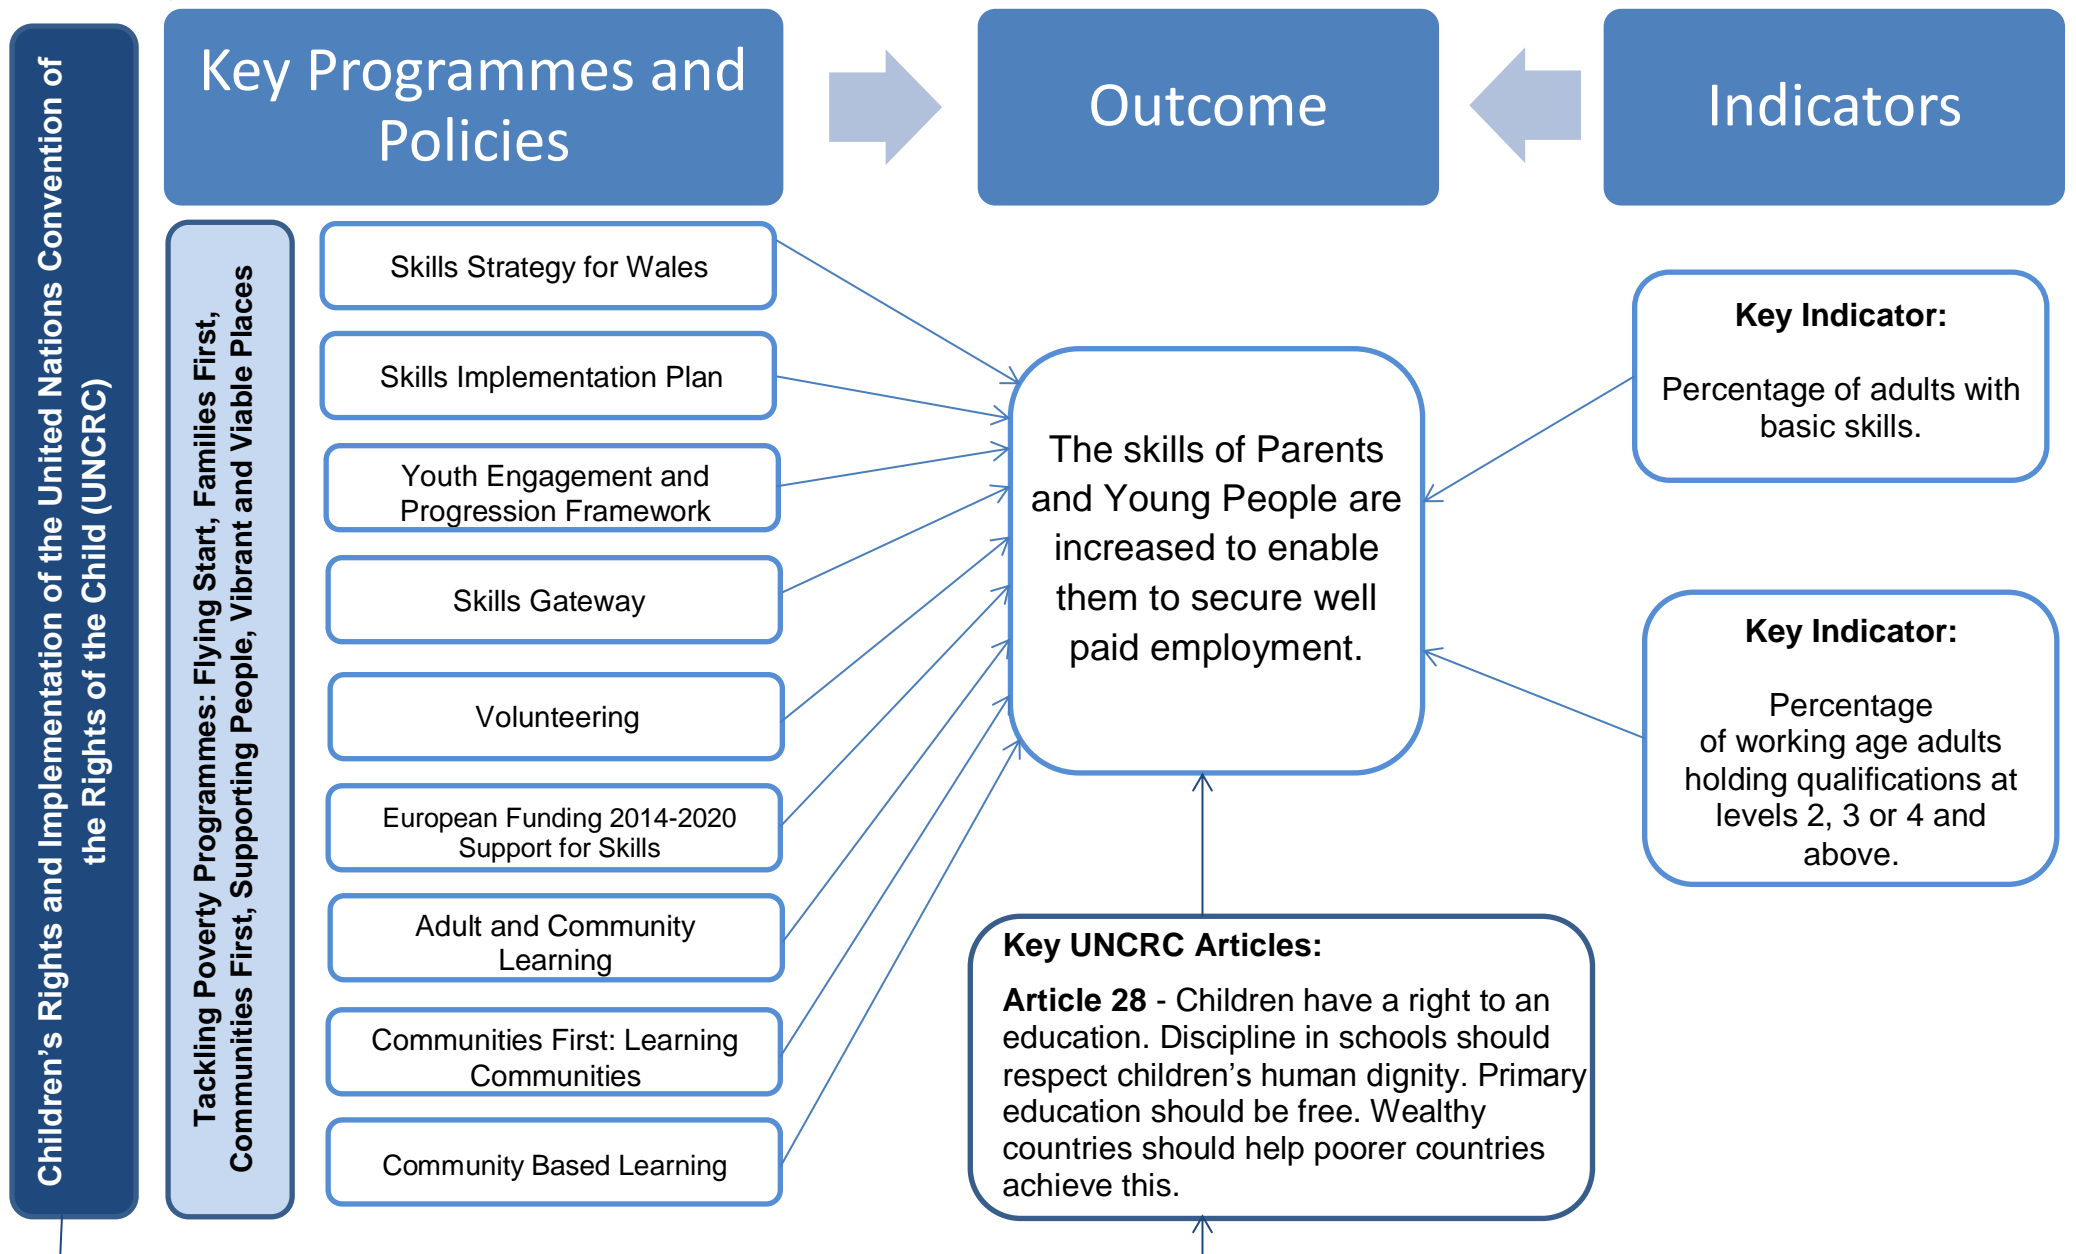 Children's Rights and Implementation of the United Nations Convention of
the Rights of the Child (UNCRC)
Key Programmes and
Policies
Outcome
Indicators
Tackling Poverty Programmes: Flying Start, Families First,
Communities First, Supporting People, Vibrant and Viable Places
Skills Strategy for Wales
Skills Implementation Plan
Youth Engagement and
Progression Framework
Skills Gateway
Volunteering
European Funding 2014-2020
Support for Skills
Adult and Community
Learning
Communities First: Learning
Communities
Community Based Learning
The skills of Parents
and Young People are
increased to enable
them to secure well
paid employment.
Key UNCRC Articles:
Article 28 - Children have a right to an
education. Discipline in schools should
respect children’s human dignity. Primary
education should be free. Wealthy
countries should help poorer countries
achieve this.
Key Indicator:
Percentage of adults with
basic skills.
Key Indicator:
Percentage
of working age adults
holding qualifications at
levels 2, 3 or 4 and
above.